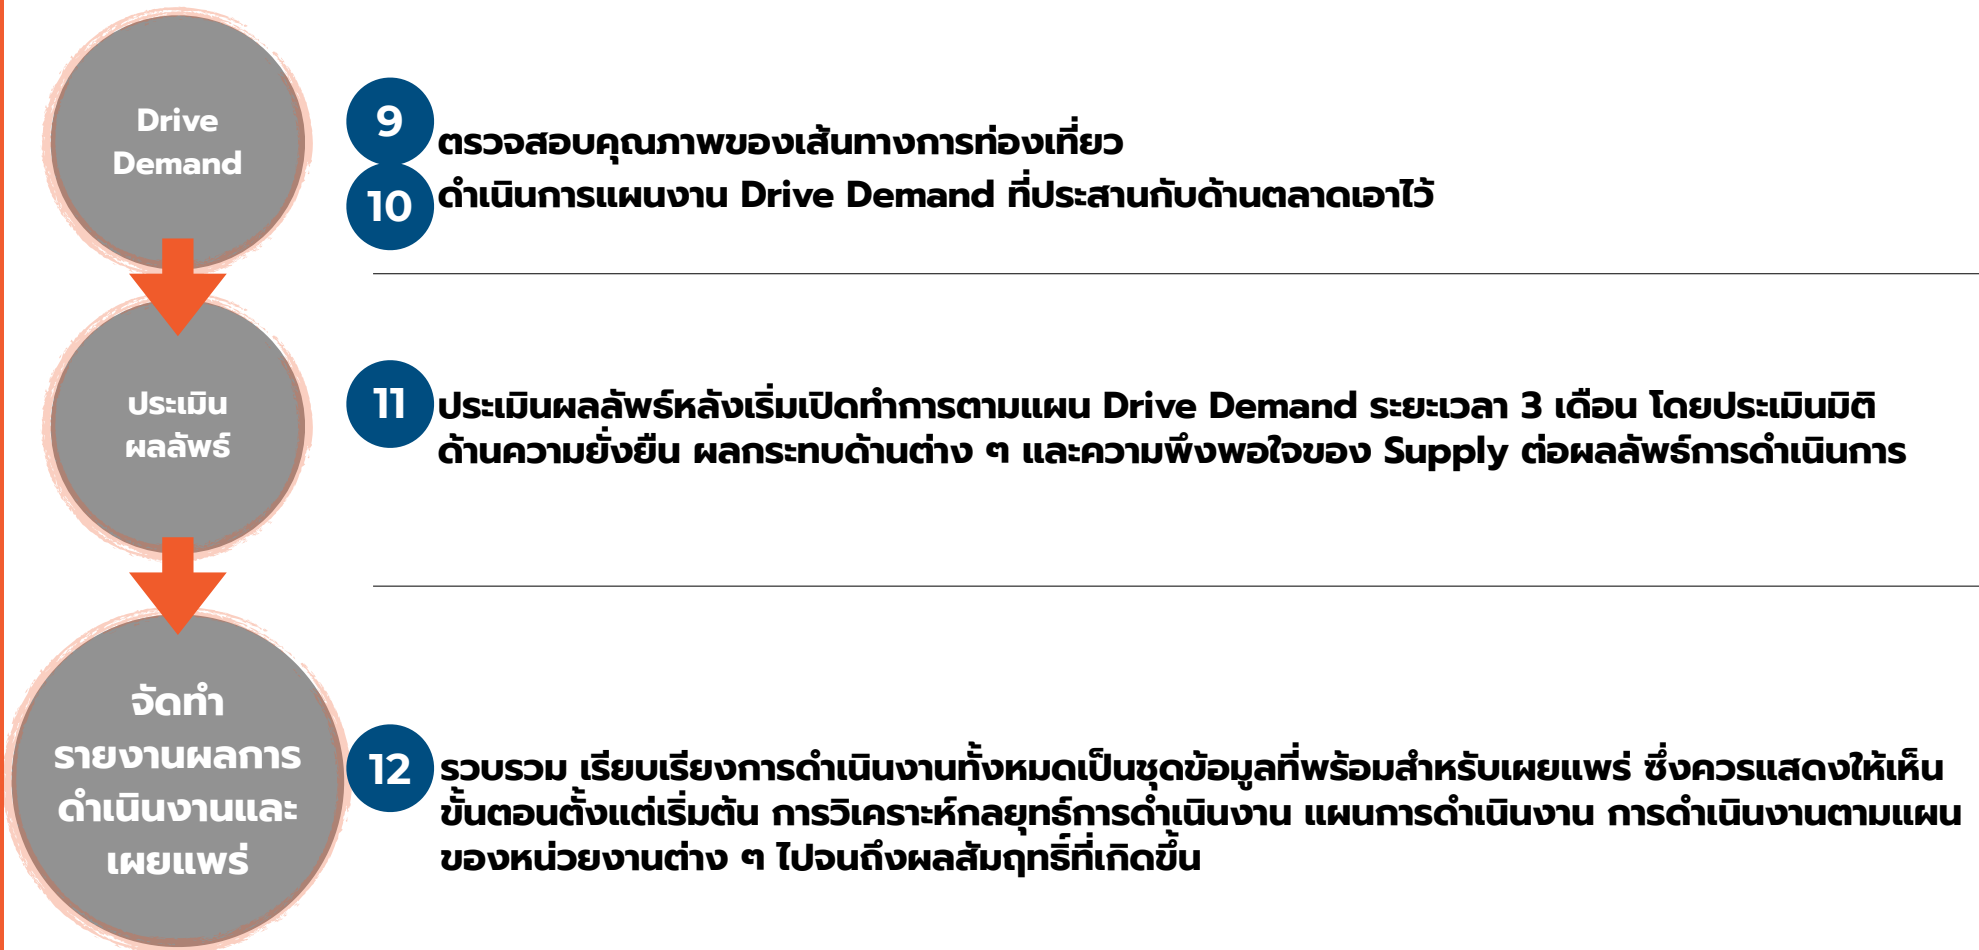 Drive
Demand
9
ตรวจสอบคุณภาพของเส้นทางการท่องเที่ยว
10
ดำเนินการแผนงาน Drive Demand ที่ประสานกับด้านตลาดเอาไว้
ประเมิน
ผลลัพธ์
11
ประเมินผลลัพธ์หลังเริ่มเปิดทำการตามแผน Drive Demand ระยะเวลา 3 เดือน โดยประเมินมิติ
ด้านความยั่งยืน ผลกระทบด้านต่าง ๆ และความพึงพอใจของ Supply ต่อผลลัพธ์การดำเนินการ
จัดทำ
รายงานผลการ
ดำเนินงานและ
เผยแพร่
12
รวบรวม เรียบเรียงการดำเนินงานทั้งหมดเป็นชุดข้อมูลที่พร้อมสำหรับเผยแพร่ ซึ่งควรแสดงให้เห็น
ขั้นตอนตั้งแต่เริ่มต้น การวิเคราะห์กลยุทธ์การดำเนินงาน แผนการดำเนินงาน การดำเนินงานตามแผน
ของหน่วยงานต่าง ๆ ไปจนถึงผลสัมฤทธิ์ที่เกิดขึ้น